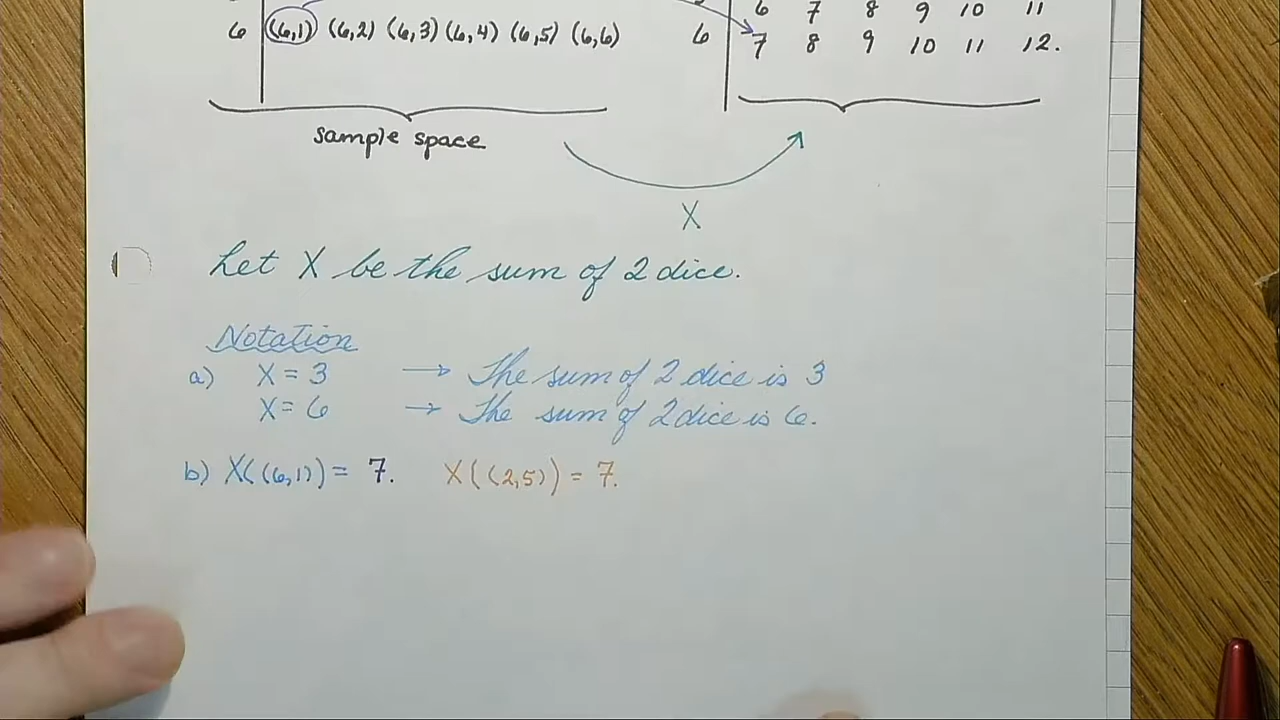 6 7 8 9 10 11
6 (6,1) (6,2) (6,3) (6,4) (6,5) (6,6) 6 7 8 9 10 11 12.
sample space
X
Let X be the sum of 2 dice.
Notation
a) X = 3 → The sum of 2 dice is 3
X = 6 → The sum of 2 dice is 6.
b) X((6,1)) = 7. X((2,5)) = 7.